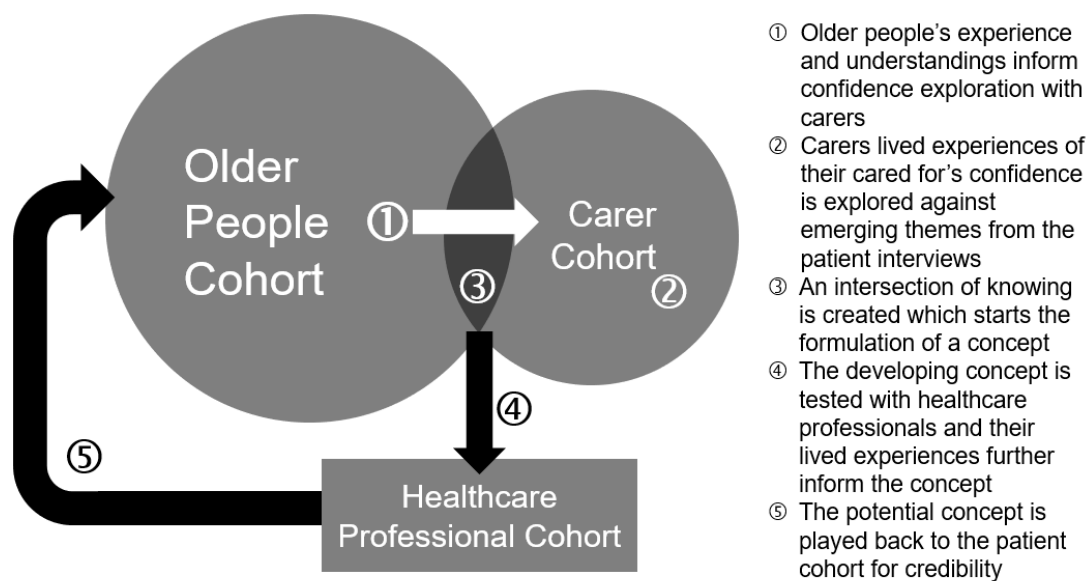 Older
People
Cohort
①
Carer
Cohort
②
③
④
⑤
Healthcare
Professional Cohort
① Older people’s experience
and understandings inform
confidence exploration with
carers
② Carers lived experiences of
their cared for’s confidence
is explored against
emerging themes from the
patient interviews
③ An intersection of knowing
is created which starts the
formulation of a concept
④ The developing concept is
tested with healthcare
professionals and their
lived experiences further
inform the concept
⑤ The potential concept is
played back to the patient
cohort for credibility